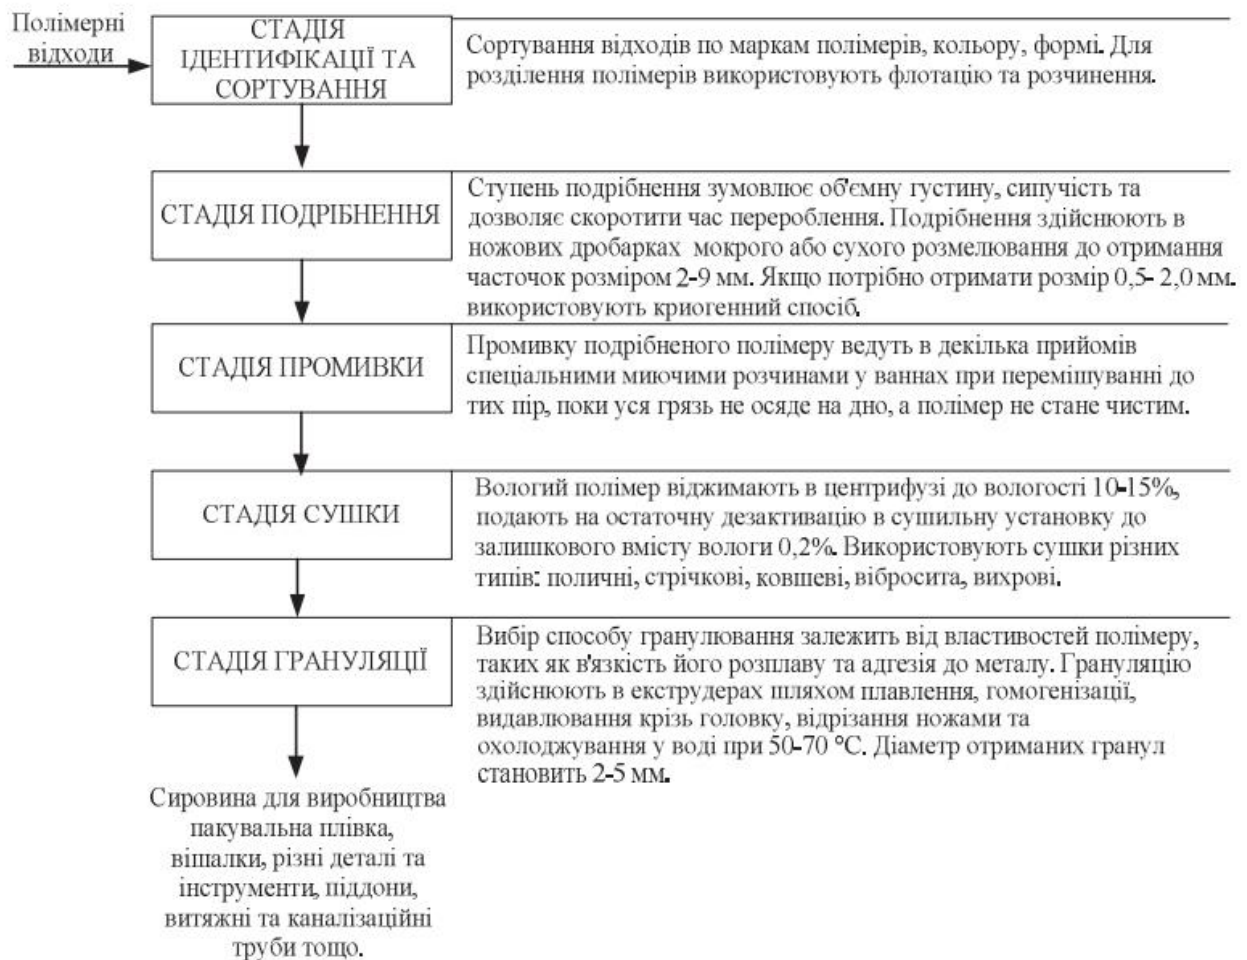 Полімерні
відходи
СТАДІЯ
ІДЕНТИФІКАЦІЇ ТА
СОРТУВАННЯ
Сортування відходів по маркам полімерів, кольору, формі. Для
розділення полімерів використовують флотацію та розчинення.
СТАДІЯ ПОДРІБНЕННЯ
Ступень подрібнення зумовлює об'ємну густину, сипучість та
дозволяє скоротити час перероблення. Подрібнення здійснюють в
ножових дробарках мокрого або сухого розмелювання до отримання
часточок розміром 2-9 мм. Якщо потрібно отримати розмір 0,5- 2,0 мм.
використовують криогенний спосіб.
СТАДІЯ ПРОМИВКИ
Промивку подрібненого полімеру ведуть в декілька прийомів
спеціальними миючими розчинами у ваннах при перемішуванні до
тих пір, поки уся грязь не осяде на дно, а полімер не стане чистим.
СТАДІЯ СУШКИ
Вологий полімер віджимають в центрифузі до вологості 10-15%,
подають на остаточну дезактивацію в сушильну установку до
залишкового вмісту вологи 0,2%. Використовують сушки різних
типів: поличні, стрічкові, ковшеві, вібросита, вихрові.
СТАДІЯ ГРАНУЛЯЦІЇ
Вибір способу гранулювання залежить від властивостей полімеру,
таких як в'язкість його розплаву та адгезія до металу. Грануляцію
здійснюють в екструдерах шляхом плавлення, гомогенізації,
видавлювання крізь головку, відрізання ножами та
охолоджування у воді при 50-70 °C. Діаметр отриманих гранул
становить 2-5 мм.
Сировина для виробництва
пакувальна плівка,
вішалки, різні деталі та
інструменти, піддони,
витяжні та каналізаційні
труби тощо.